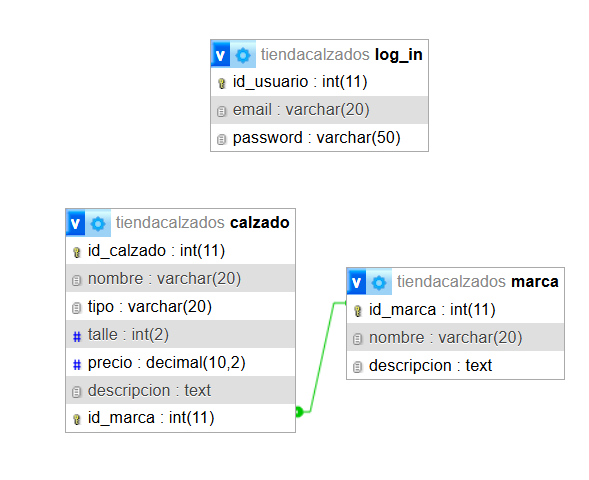 v tiendacalzados log_in
id_usuario : int(11)
email : varchar(20)
password : varchar(50)
v tiendacalzados calzado
id_calzado : int(11)
nombre : varchar(20)
tipo : varchar(20)
# talle : int(2)
# precio : decimal(10,2)
descripcion : text
id_marca : int(11)
v tiendacalzados marca
id_marca : int(11)
nombre : varchar(20)
descripcion : text